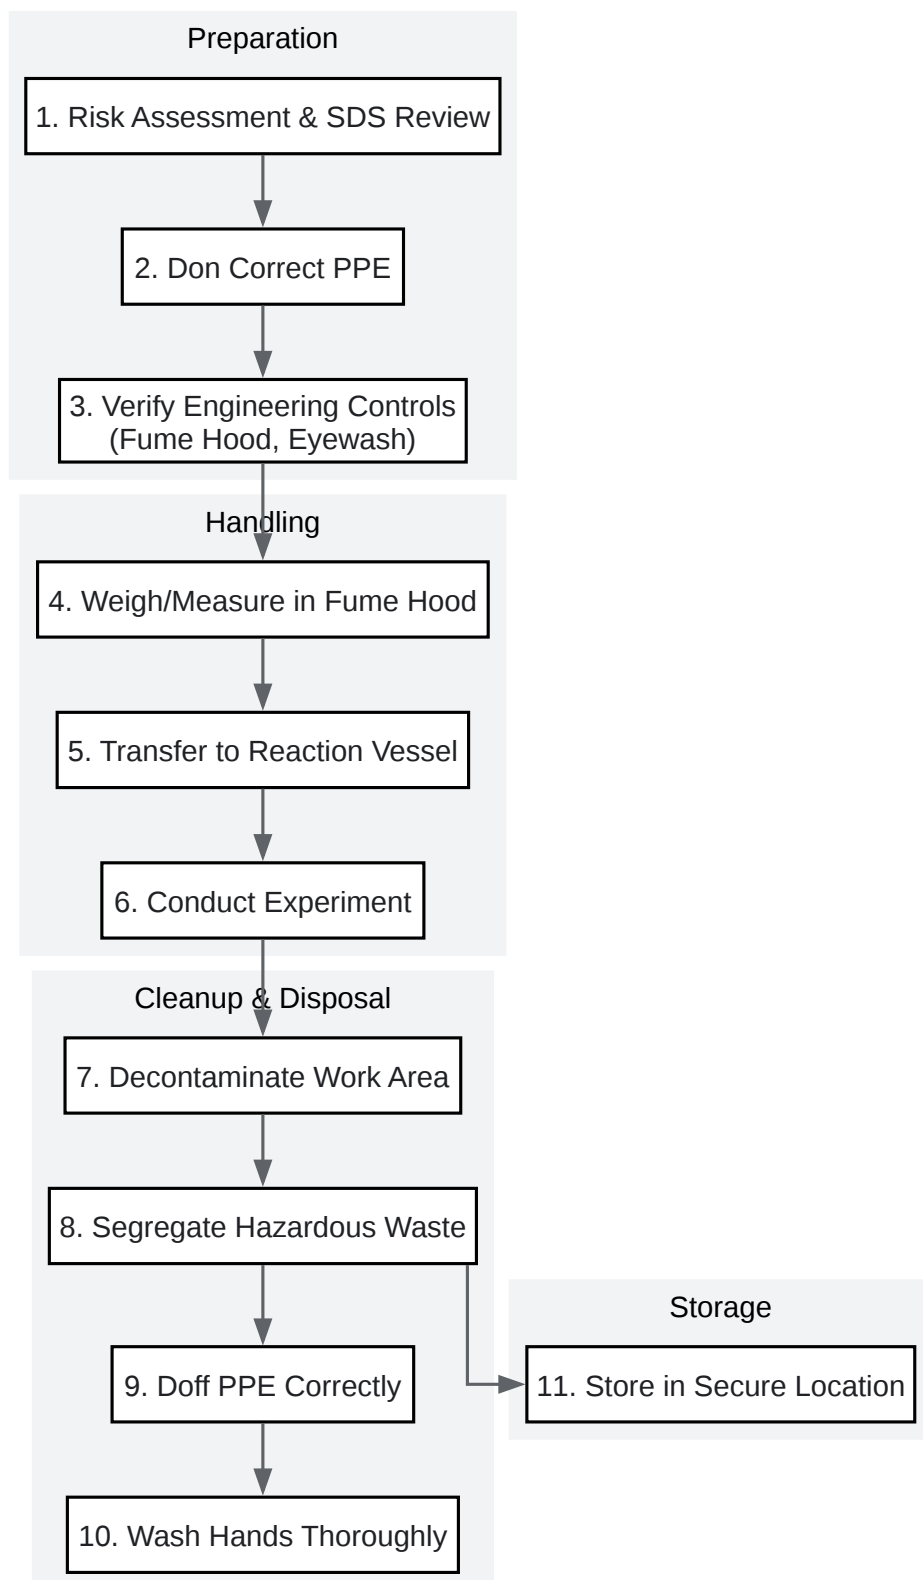 Preparation
1. Risk Assessment & SDS Review
2. Don Correct PPE
3. Verify Engineering Controls
(Fume Hood, Eyewash)
Handling
4. Weigh/Measure in Fume Hood
5. Transfer to Reaction Vessel
6. Conduct Experiment
Cleanup & Disposal
7. Decontaminate Work Area
8. Segregate Hazardous Waste
9. Doff PPE Correctly
10. Wash Hands Thoroughly
Storage
11. Store in Secure Location